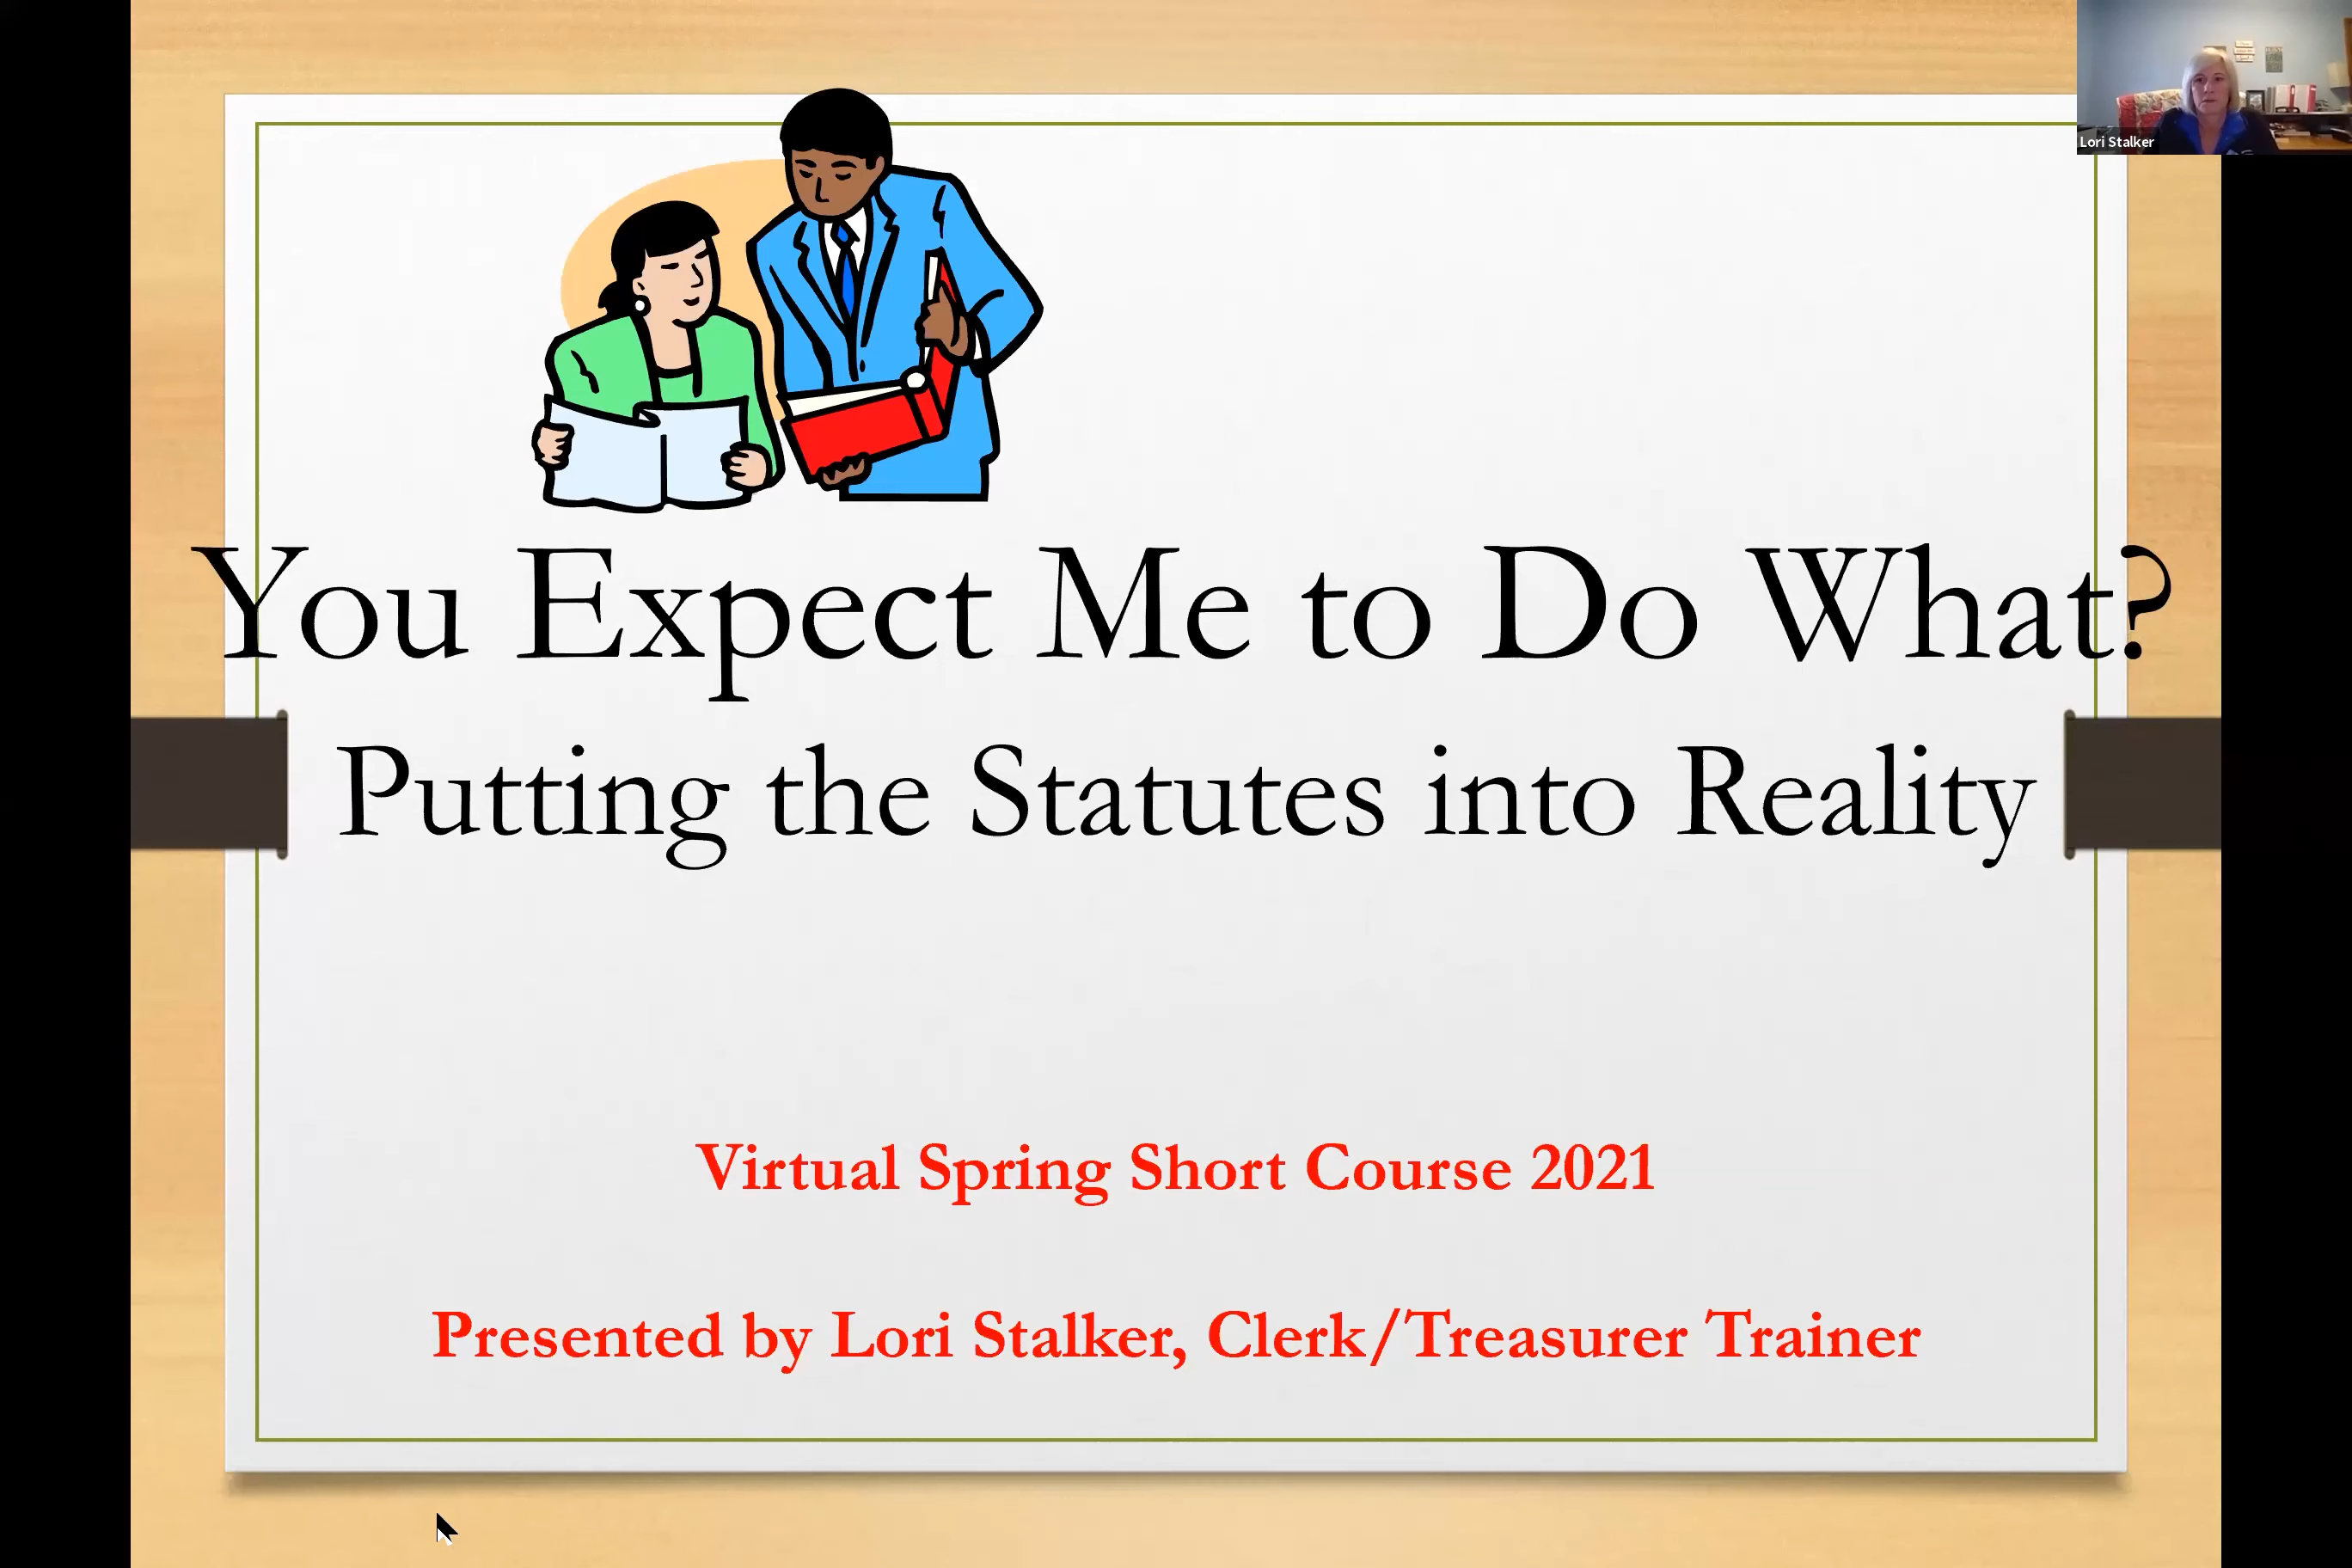 Lori Stalker
You Expect Me to Do What?
Putting the Statutes into Reality
Virtual Spring Short Course 2021
Presented by Lori Stalker, Clerk/Treasurer Trainer